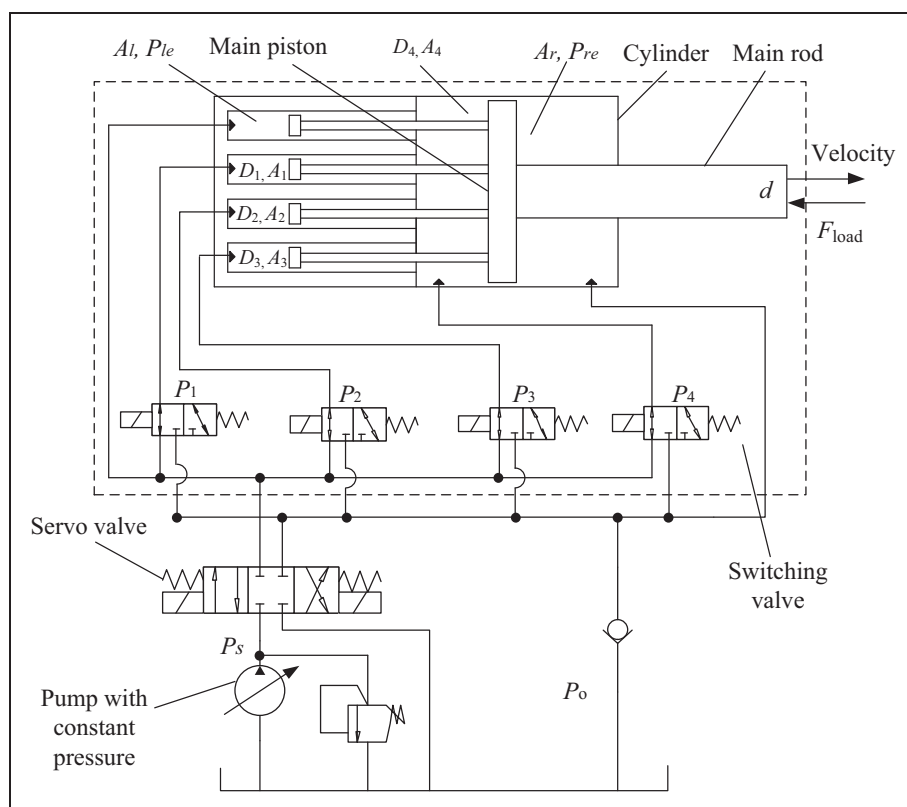 Al, Ple
Main piston
D4, A4
Ar, Pre
Cylinder
Main rod
Velocity
D1, A1
d
D2, A2
Fload
D3, A3
P1
P2
P3
P4
Servo valve
Switching
valve
Ps
Pump with
constant
pressure
Po